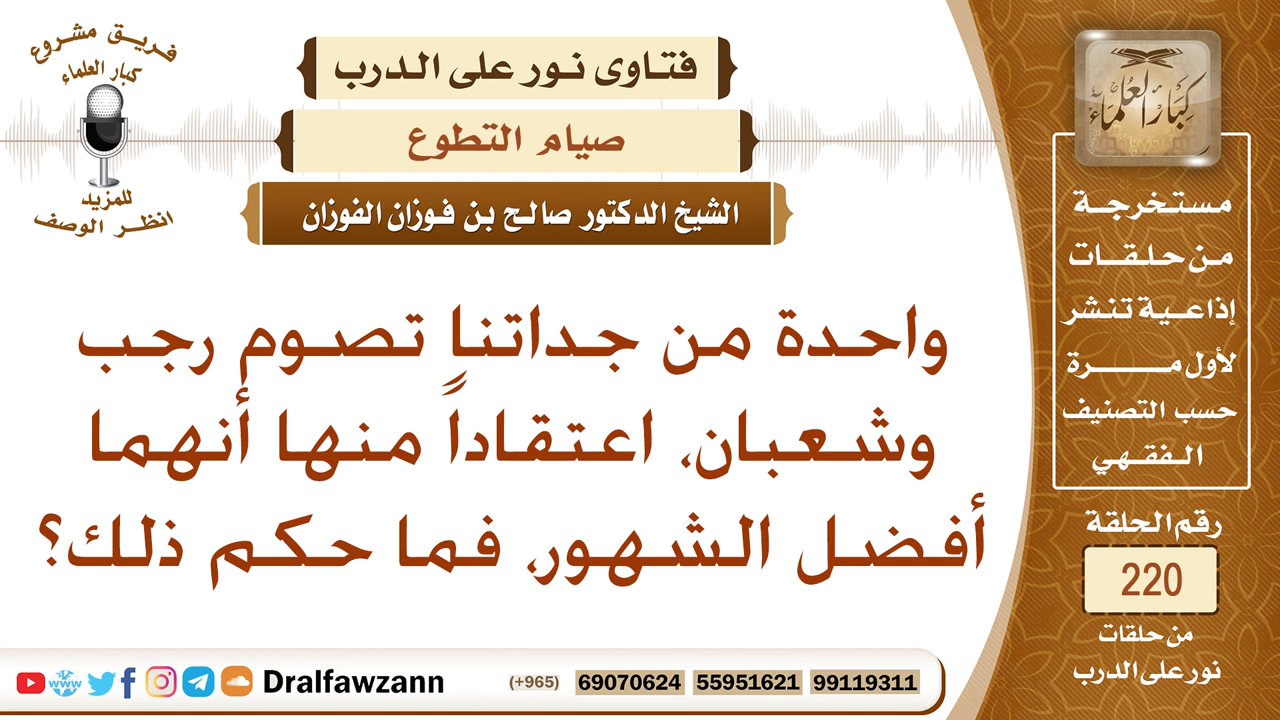 فريق مشروع
كبار العلماء
للمزيد
انظر الوصف
فتاوى نور على الدرب
صيام التطوع
الشيخ الدكتور صالح بن فوزان الفوزان
واحدة من جداتنا تصوم رجب
وشعبان، اعتقاداً منها أنهما
أفضل الشهور، فما حكم ذلك؟
كبار العلماء
مستخرجة
من حلقات
إذاعية تنشر
لأول مرة
حسب التصنيف
الفقهي
رقم الحلقة
220
من حلقات
نور على الدرب
www Dralfawzann (+965) 69070624 55951621 99119311